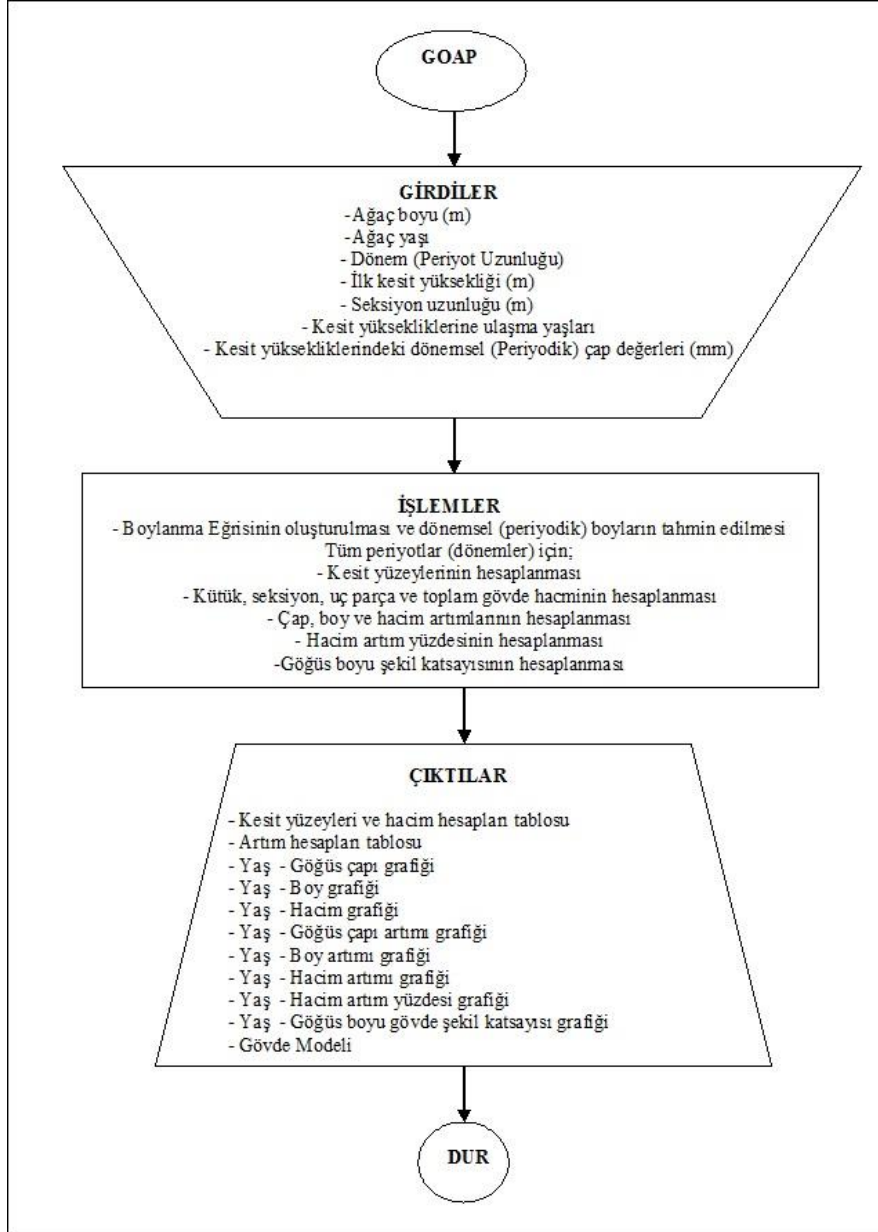 GOAP
GİRDİLER
- Ağaç boyu (m)
- Ağaç yaşı
- Dönem (Periyot Uzunluğu)
- İlk kesit yüksekliği (m)
- Seksiyon uzunluğu (m)
- Kesit yüksekliklerine ulaşma yaşları
- Kesit yüksekliklerindeki dönemsel (Periyodik) çap değerleri (mm)
İŞLEMLER
- Boylanma Eğrisinin oluşturulması ve dönemsel (periyodik) boyların tahmin edilmesi
Tüm periyotlar (dönemler) için;
- Kesit yüzeylerinin hesaplanması
- Kütük, seksiyon, uç parça ve toplam gövde hacminin hesaplanması
- Çap, boy ve hacim artımlarının hesaplanması
- Hacim artım yüzdesinin hesaplanması
-Göğüs boyu şekil katsayısının hesaplanması
ÇIKTILAR
- Kesit yüzeyleri ve hacim hesapları tablosu
- Artım hesapları tablosu
- Yaş - Göğüs çapı grafiği
- Yaş - Boy grafiği
- Yaş - Hacim grafiği
- Yaş - Göğüs çapı artımı grafiği
- Yaş - Boy artımı grafiği
- Yaş - Hacim artımı grafiği
- Yaş - Hacim artım yüzdesi grafiği
- Yaş - Göğüs boyu gövde şekil katsayısı grafiği
- Gövde Modeli
DUR